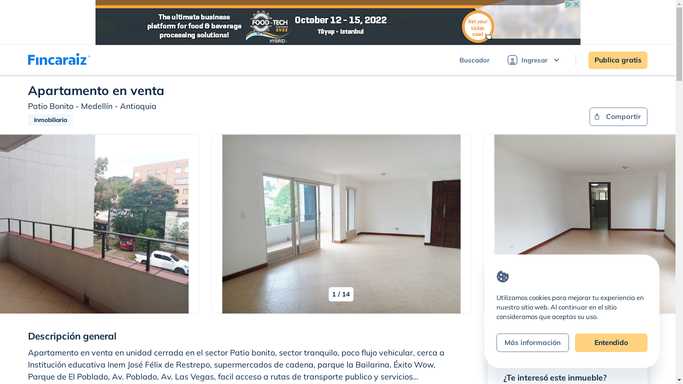 The ultimate business
platform for food & beverage
processing solutions!
FOOD-TECH
HYBRID
October 12 - 15, 2022
Tüyap - Istanbul
Fincaraiz
Buscador
Ingresar
Publica gratis
Apartamento en venta
Patio Bonito - Medellín - Antioquia
Inmobiliaria
Compartir
1 / 14
Utilizamos cookies para mejorar tu experiencia en
nuestro sitio web. Al continuar en el sitio
consideramos que aceptas su uso.
Más información
Entendido
Descripción general
Apartamento en venta en unidad cerrada en el sector Patio bonito, sector tranquilo, poco flujo vehicular, cerca a
Institución educativa Inem José Félix de Restrepo, supermercados de cadena, parque la Bailarina, Éxito Wow,
Parque de El Poblado, Av. Poblado, Av. Las Vegas, facil acceso a rutas de transporte publico y servicios...
¿Te interesó este inmueble?